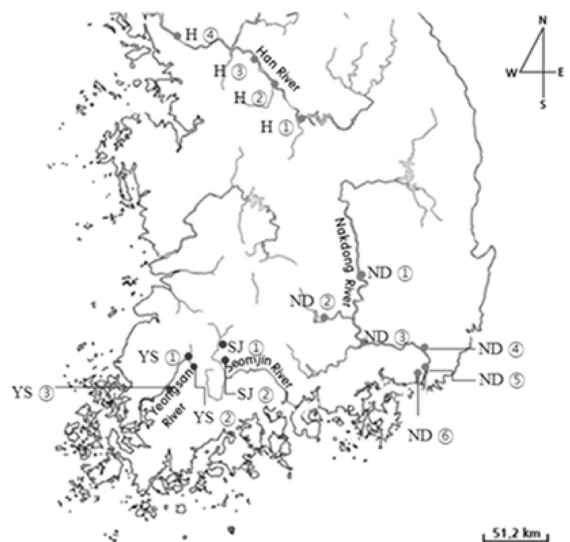 N
W E
S
H ④
Han River
H ③
H ②
H ①
Nakdong River
ND ①
ND ②
ND ③
ND ④
ND ⑤
ND ⑥
SJ ①
Seomjin River
SJ ②
YS ①
YS ②
YS ③
Yeongsan River
51,2 km